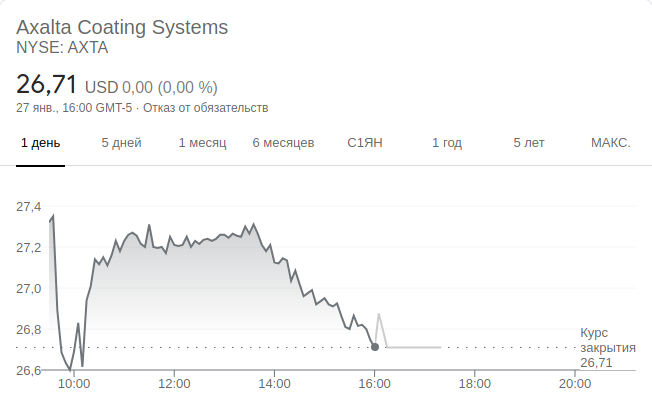 Axalta Coating Systems
NYSE: AXTA
26,71 USD 0,00 (0,00 %)
27 янв., 16:00 GMT-5 · Отказ от обязательств
1 день 5 дней 1 месяц 6 месяцев С1ЯН 1 год 5 лет МАКС.
27,4
27,2
27,0
26,8
Курс
закрытия
26,71
26,6
10:00 12:00 14:00 16:00 18:00 20:00